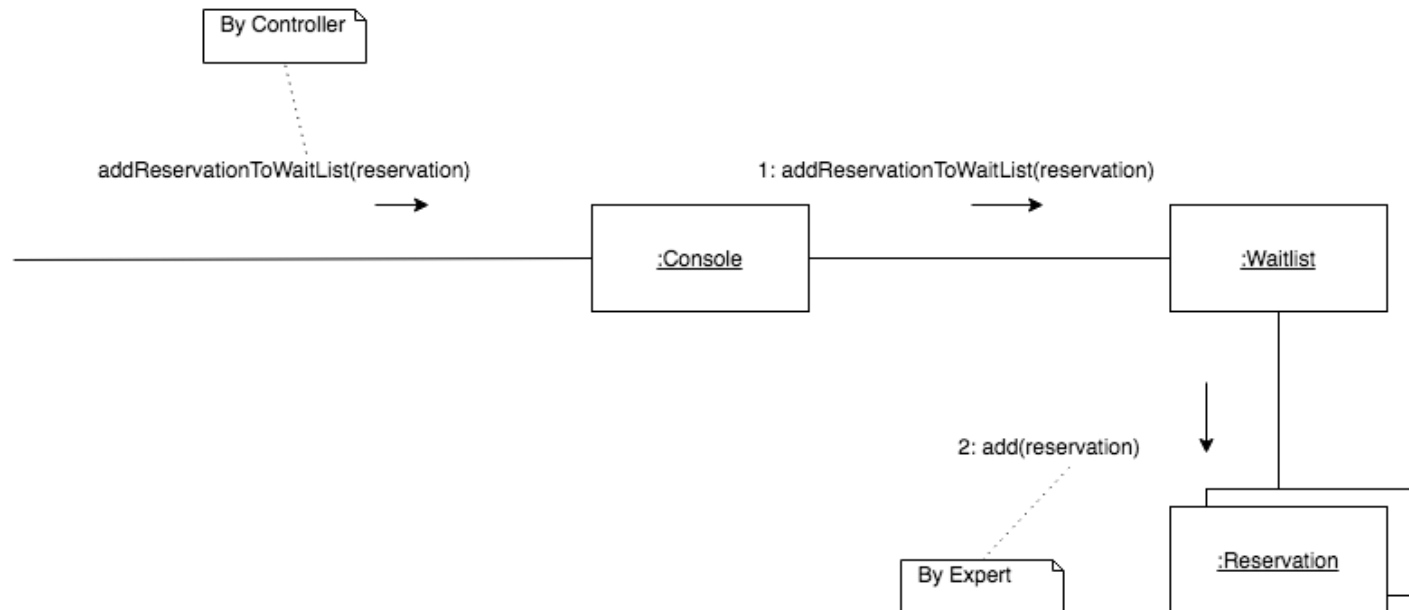 By Controller
addReservationToWaitList(reservation)
1: addReservationToWaitList(reservation)
:Console
:Waitlist
2: add(reservation)
By Expert
:Reservation